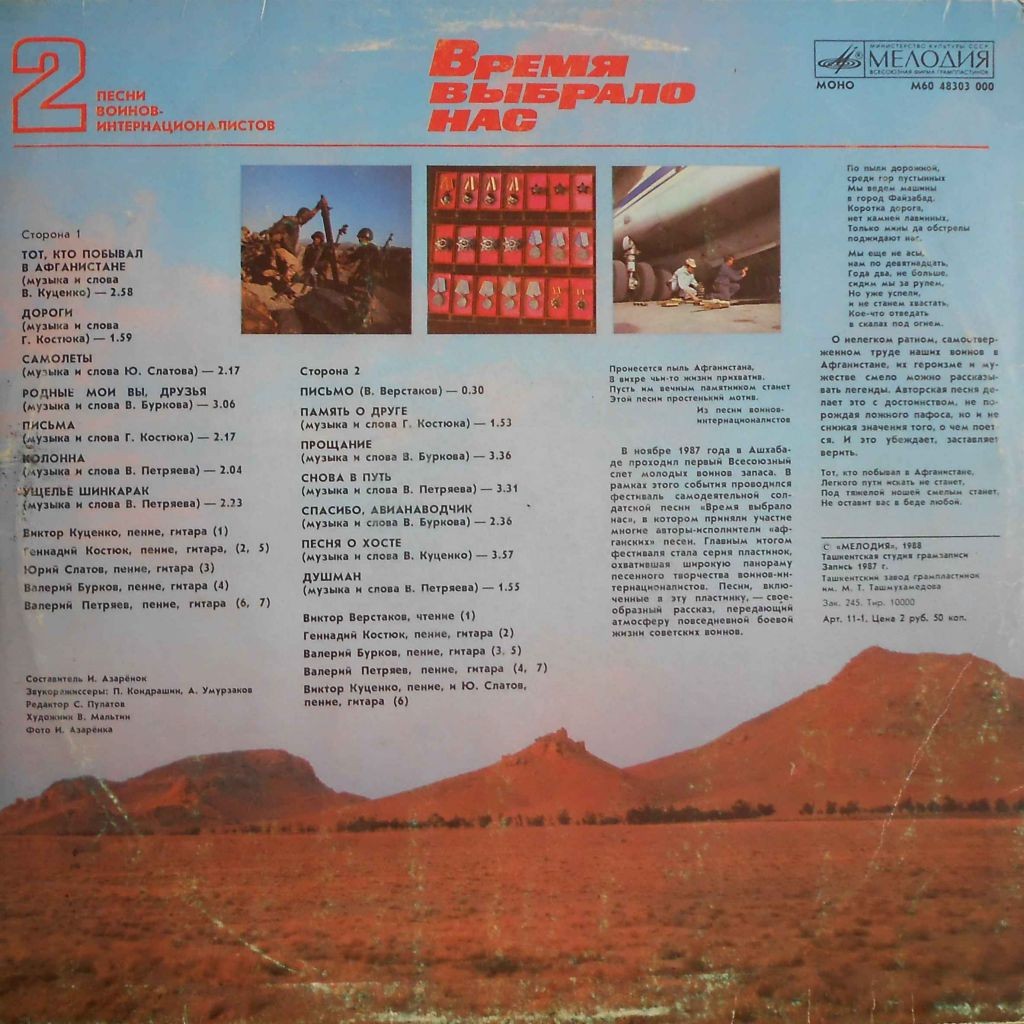 2
ПЕСНИ
ВОИНОВ-
ИНТЕРНАЦИОНАЛИСТОВ
ВРЕМЯ
ВЫБРАЛО
НАС
МИНИСТЕРСТВО КУЛЬТУРЫ СССР
МЕЛОДИЯ
ВСЕСОЮЗНАЯ ФИРМА ГРАМПЛАСТИНОК
МОНО М60 48303 000
Сторона 1
ТОТ, КТО ПОБЫВАЛ
В АФГАНИСТАНЕ
(музыка и слова
В. Куценко) — 2.58
ДОРОГИ
(музыка и слова
Г. Костюка) — 1.59
САМОЛЕТЫ
(музыка и слова Ю. Слатова) — 2.17
РОДНЫЕ МОИ ВЫ, ДРУЗЬЯ
(музыка и слова В. Буркова) — 3.06
ПИСЬМА
(музыка и слова Г. Костюка) — 2.17
КОЛОННА
(музыка и слова В. Петряева) — 2.04
УЩЕЛЬЕ ШИНКАРАК
(музыка и слова В. Петряева) — 2.23
Виктор Куценко, пение, гитара (1)
Геннадий Костюк, пение, гитара, (2, 5)
Юрий Слатов, пение, гитара (3)
Валерий Бурков, пение, гитара (4)
Валерий Петряев, пение, гитара (6, 7)
Составитель И. Азарёнок
Звукорежиссеры: П. Кондрашин, А. Умурзаков
Редактор С. Пулатов
Художник В. Мальтин
Фото И. Азарёнка
Сторона 2
ПИСЬМО (В. Верстаков) — 0.30
ПАМЯТЬ О ДРУГЕ
(музыка и слова Г. Костюка) — 1.53
ПРОЩАНИЕ
(музыка и слова В. Буркова) — 3.36
СНОВА В ПУТЬ
(музыка и слова В. Петряева) — 3.31
СПАСИБО, АВИАНАВОДЧИК
(музыка и слова В. Буркова) — 2.36
ПЕСНЯ О ХОСТЕ
(музыка и слова В. Куценко) — 3.57
ДУШМАН
(музыка и слова В. Петряева) — 1.55
Виктор Верстаков, чтение (1)
Геннадий Костюк, пение, гитара (2)
Валерий Бурков, пение, гитара (3, 5)
Валерий Петряев, пение, гитара (4, 7)
Виктор Куценко, пение, и Ю. Слатов,
пение, гитара (6)
Пронесется пыль Афганистана,
В вихре чьи-то жизни прихватив.
Пусть им вечным памятником станет
Этой песни простенький мотив.
Из песни воинов-
интернационалистов
В ноябре 1987 года в Ашхаба-
де проходил первый Всесоюзный
слет молодых воинов запаса. В
рамках этого события проводился
фестиваль самодеятельной сол-
датской песни «Время выбрало
нас», в котором приняли участие
многие авторы-исполнители «аф-
ганских» песен. Главным итогом
фестиваля стала серия пластинок,
охватившая широкую панораму
песенного творчества воинов-ин-
тернационалистов. Песни, вклю-
ченные в эту пластинку, — свое-
образный рассказ, передающий
атмосферу повседневной боевой
жизни советских воинов.
По пыли дорожной,
среди гор пустынных
Мы ведем машины
в город Файзабад.
Коротка дорога,
нет камней лавинных,
Только мины да обстрелы
поджидают нас.
Мы еще не асы,
нам по девятнадцать,
Года два, не больше,
сидим мы за рулем,
Но уже успели,
и не станем хвастать,
Кое-что отведать
в скалах под огнем.
О нелегком ратном, самоотвер-
женном труде наших воинов в
Афганистане, их героизме и му-
жестве смело можно рассказы-
вать легенды. Авторская песня де-
лает это с достоинством, не по-
рождая ложного пафоса, но и не
снижая значения того, о чем поет-
ся. И это убеждает, заставляет
верить.
Тот, кто побывал в Афганистане,
Легкого пути искать не станет,
Под тяжелой ношей смелым станет,
Не оставит вас в беде любой.
© «МЕЛОДИЯ», 1988
Ташкентская студия грамзаписи
Запись 1987 г.
Ташкентский завод грампластинок
им. М. Т. Ташмухамедова
Зак. 245. Тир. 10000
Арт. 11-1. Цена 2 руб. 50 коп.